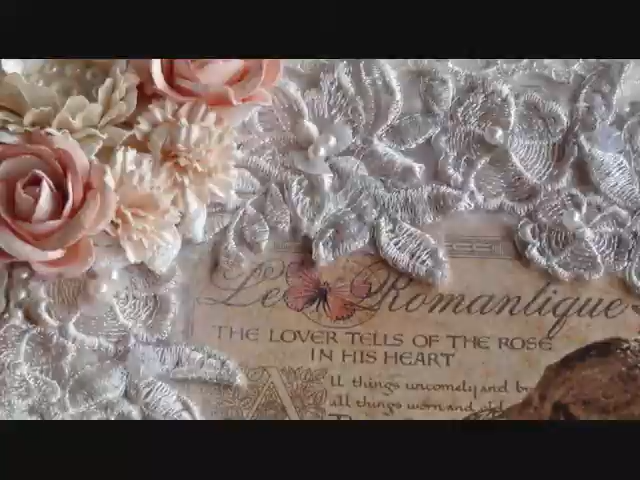 Le Romantique
THE LOVER TELLS OF THE ROSE
IN HIS HEART
All things uncomely and
all things worn and old